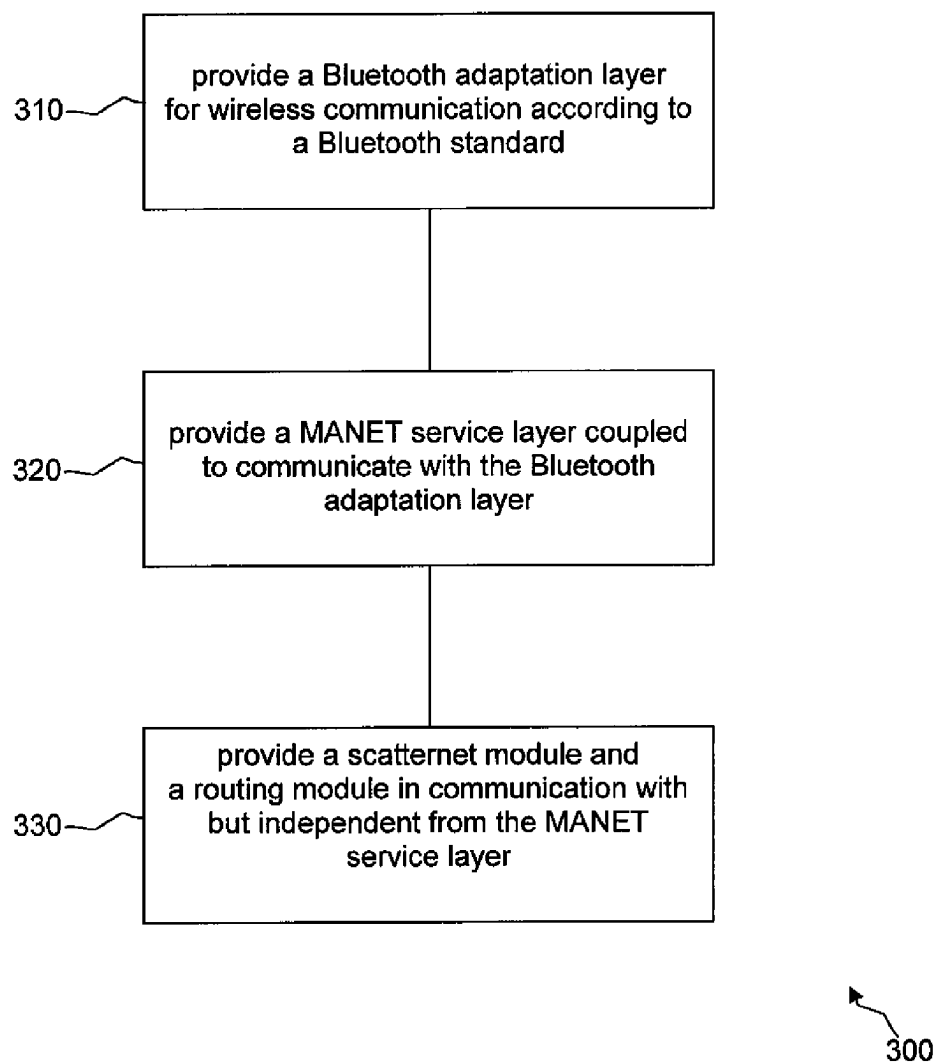 provide a Bluetooth adaptation layer
for wireless communication according to
a Bluetooth standard
310
provide a MANET service layer coupled
to communicate with the Bluetooth
adaptation layer
320
provide a scatternet module and
a routing module in communication with
but independent from the MANET
service layer
330
300